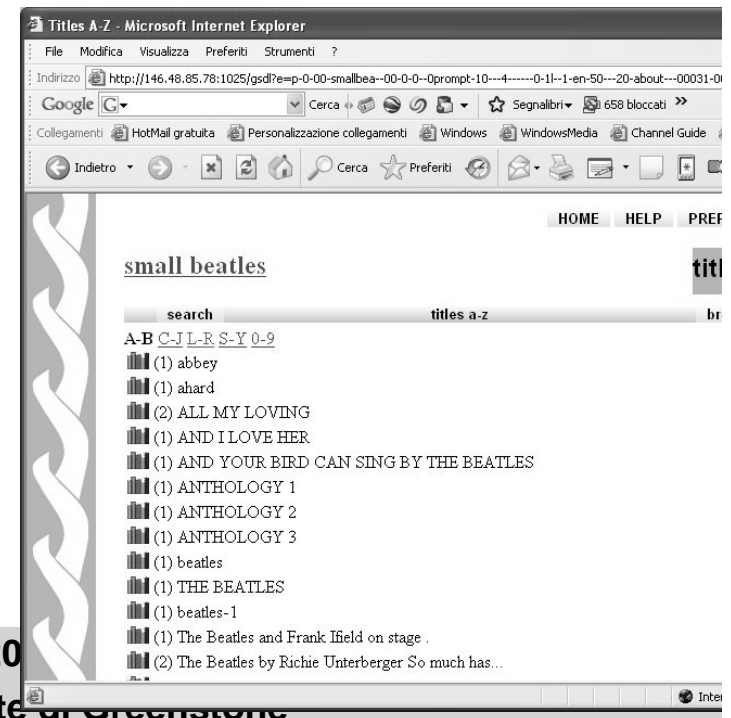 Titles A-Z - Microsoft Internet Explorer
File Modifica Visualizza Preferiti Strumenti ?
Indirizzo http://146.48.85.78:1025/gsdl?e=p-0-00-smallbea--00-0-0--0prompt-10---4------0-1l--1-en-50---20-about---00031-0
Google G Cerca Segnalibri 658 bloccati »
Collegamenti HotMail gratuita Personalizzazione collegamenti Windows WindowsMedia Channel Guide
Indietro Cerca Preferiti
HOME HELP PREF
small beatles titl
search titles a-z br
A-B C-J L-R S-Y 0-9
(1) abbey
(1) ahard
(2) ALL MY LOVING
(1) AND I LOVE HER
(1) AND YOUR BIRD CAN SING BY THE BEATLES
(1) ANTHOLOGY 1
(1) ANTHOLOGY 2
(1) ANTHOLOGY 3
(1) beatles
(1) THE BEATLES
(1) beatles-1
(1) The Beatles and Frank Ifield on stage .
(2) The Beatles by Richie Unterberger So much has...
Inter